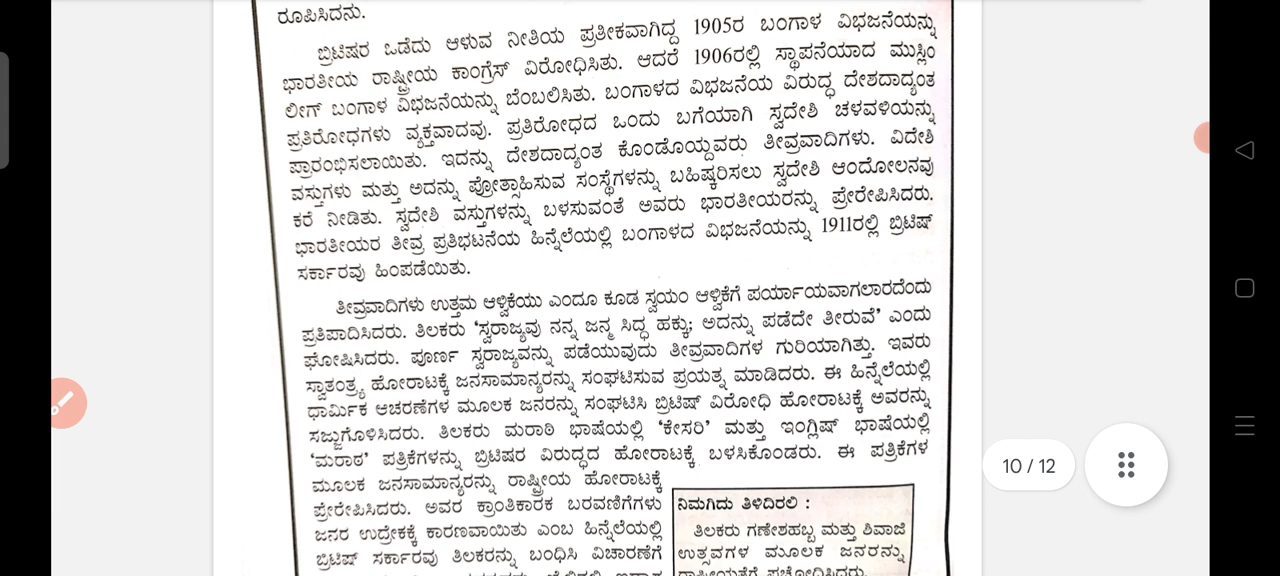 ರೂಪಿಸಿದನು.
ಬ್ರಿಟಿಷರ ಒಡೆದು ಆಳುವ ನೀತಿಯ ಪ್ರತೀಕವಾಗಿದ್ದ 1905ರ ಬಂಗಾಳ ವಿಭಜನೆಯನ್ನು
ಭಾರತೀಯ ರಾಷ್ಟ್ರೀಯ ಕಾಂಗ್ರೆಸ್ ವಿರೋಧಿಸಿತು. ಆದರೆ 1906ರಲ್ಲಿ ಸ್ಥಾಪನೆಯಾದ ಮುಸ್ಲಿಂ
ಲೀಗ್ ಬಂಗಾಳ ವಿಭಜನೆಯನ್ನು ಬೆಂಬಲಿಸಿತು. ಬಂಗಾಳದ ವಿಭಜನೆಯ ವಿರುದ್ಧ ದೇಶದಾದ್ಯಂತ
ಪ್ರತಿರೋಧಗಳು ವ್ಯಕ್ತವಾದವು. ಪ್ರತಿರೋಧದ ಒಂದು ಬಗೆಯಾಗಿ ಸ್ವದೇಶಿ ಚಳವಳಿಯನ್ನು
ಪ್ರಾರಂಭಿಸಲಾಯಿತು. ಇದನ್ನು ದೇಶದಾದ್ಯಂತ ಕೊಂಡೊಯ್ದವರು ತೀವ್ರವಾದಿಗಳು. ವಿದೇಶಿ
ವಸ್ತುಗಳು ಮತ್ತು ಅದನ್ನು ಪ್ರೋತ್ಸಾಹಿಸುವ ಸಂಸ್ಥೆಗಳನ್ನು ಬಹಿಷ್ಕರಿಸಲು ಸ್ವದೇಶಿ ಆಂದೋಲನವು
ಕರೆ ನೀಡಿತು. ಸ್ವದೇಶಿ ವಸ್ತುಗಳನ್ನು ಬಳಸುವಂತೆ ಅವರು ಭಾರತೀಯರನ್ನು ಪ್ರೇರೇಪಿಸಿದರು.
ಭಾರತೀಯರ ತೀವ್ರ ಪ್ರತಿಭಟನೆಯ ಹಿನ್ನೆಲೆಯಲ್ಲಿ ಬಂಗಾಳದ ವಿಭಜನೆಯನ್ನು 1911ರಲ್ಲಿ ಬ್ರಿಟಿಷ್
ಸರ್ಕಾರವು ಹಿಂಪಡೆಯಿತು.
ತೀವ್ರವಾದಿಗಳು ಉತ್ತಮ ಆಳ್ವಿಕೆಯು ಎಂದೂ ಕೂಡ ಸ್ವಯಂ ಆಳ್ವಿಕೆಗೆ ಪರ್ಯಾಯವಾಗಲಾರದೆಂದು
ಪ್ರತಿಪಾದಿಸಿದರು. ತಿಲಕರು 'ಸ್ವರಾಜ್ಯವು ನನ್ನ ಜನ್ಮ ಸಿದ್ಧ ಹಕ್ಕು; ಅದನ್ನು ಪಡೆದೇ ತೀರುವೆ' ಎಂದು
ಘೋಷಿಸಿದರು. ಪೂರ್ಣ ಸ್ವರಾಜ್ಯವನ್ನು ಪಡೆಯುವುದು ತೀವ್ರವಾದಿಗಳ ಗುರಿಯಾಗಿತ್ತು. ಇವರು
ಸ್ವಾತಂತ್ರ್ಯ ಹೋರಾಟಕ್ಕೆ ಜನಸಾಮಾನ್ಯರನ್ನು ಸಂಘಟಿಸುವ ಪ್ರಯತ್ನ ಮಾಡಿದರು. ಈ ಹಿನ್ನೆಲೆಯಲ್ಲಿ
ಧಾರ್ಮಿಕ ಆಚರಣೆಗಳ ಮೂಲಕ ಜನರನ್ನು ಸಂಘಟಿಸಿ ಬ್ರಿಟಿಷ್ ವಿರೋಧಿ ಹೋರಾಟಕ್ಕೆ ಅವರನ್ನು
ಸಜ್ಜುಗೊಳಿಸಿದರು. ತಿಲಕರು ಮರಾಠಿ ಭಾಷೆಯಲ್ಲಿ 'ಕೇಸರಿ' ಮತ್ತು ಇಂಗ್ಲಿಷ್ ಭಾಷೆಯಲ್ಲಿ
'ಮರಾಠ' ಪತ್ರಿಕೆಗಳನ್ನು ಬ್ರಿಟಿಷರ ವಿರುದ್ಧದ ಹೋರಾಟಕ್ಕೆ ಬಳಸಿಕೊಂಡರು. ಈ ಪತ್ರಿಕೆಗಳ
ಮೂಲಕ ಜನಸಾಮಾನ್ಯರನ್ನು ರಾಷ್ಟ್ರೀಯ ಹೋರಾಟಕ್ಕೆ
ಪ್ರೇರೇಪಿಸಿದರು. ಅವರ ಕ್ರಾಂತಿಕಾರಕ ಬರವಣಿಗೆಗಳು
ಜನರ ಉದ್ರೇಕಕ್ಕೆ ಕಾರಣವಾಯಿತು ಎಂಬ ಹಿನ್ನೆಲೆಯಲ್ಲಿ
ಬ್ರಿಟಿಷ್ ಸರ್ಕಾರವು ತಿಲಕರನ್ನು ಬಂಧಿಸಿ ವಿಚಾರಣೆಗೆ
ನಿಮಗಿದು ತಿಳಿದಿರಲಿ :
ತಿಲಕರು ಗಣೇಶಹಬ್ಬ ಮತ್ತು ಶಿವಾಜಿ
ಉತ್ಸವಗಳ ಮೂಲಕ ಜನರನ್ನು
ರಾಷ್ಟ್ರೀಯತೆಗೆ ಪ್ರಚೋದಿಸಿದರು.
10 / 12